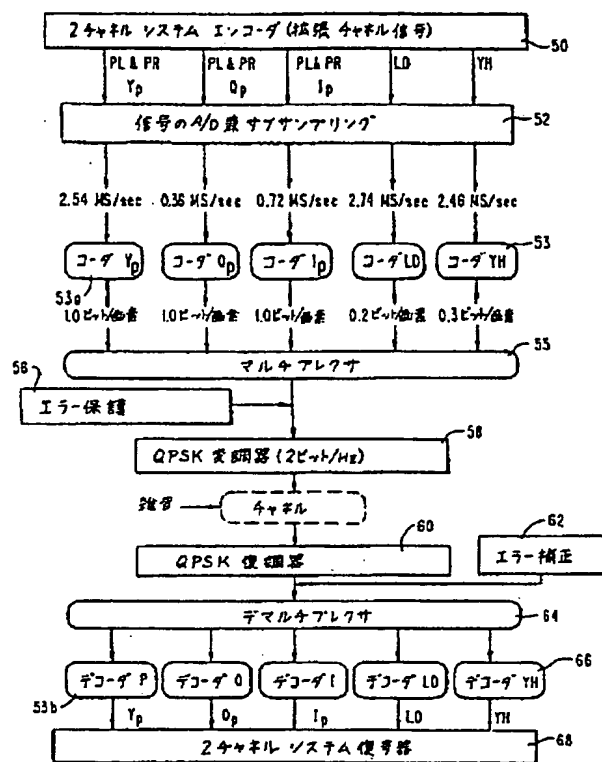 2チャネル システム エンコーダ (拡張チャネル信号)
50
PL & PR PL & PR PL & PR LD YH
Yp Qp Ip
信号のA/D兼サブサンプリング
52
2.54 MS/sec 0.36 MS/sec 0.72 MS/sec 2.74 MS/sec 2.46 MS/sec
53
コーダ Yp コーダ Qp コーダ Ip コーダ LD コーダ YH
53a
1.0ビット/画素 1.0ビット/画素 1.0ビット/画素 0.2ビット/画素 0.3ビット/画素
55
マルチプレクサ
56
エラー保護
58
QPSK 変調器 (2ビット/Hz)
雑音 チャネル
60
62
QPSK 復調器
エラー補正
デマルチプレクサ
64
デコーダ P デコーダ Q デコーダ I デコーダ LD デコーダ YH
66
53b
Yp Qp Ip LD YH
2チャネル システム復号器
68